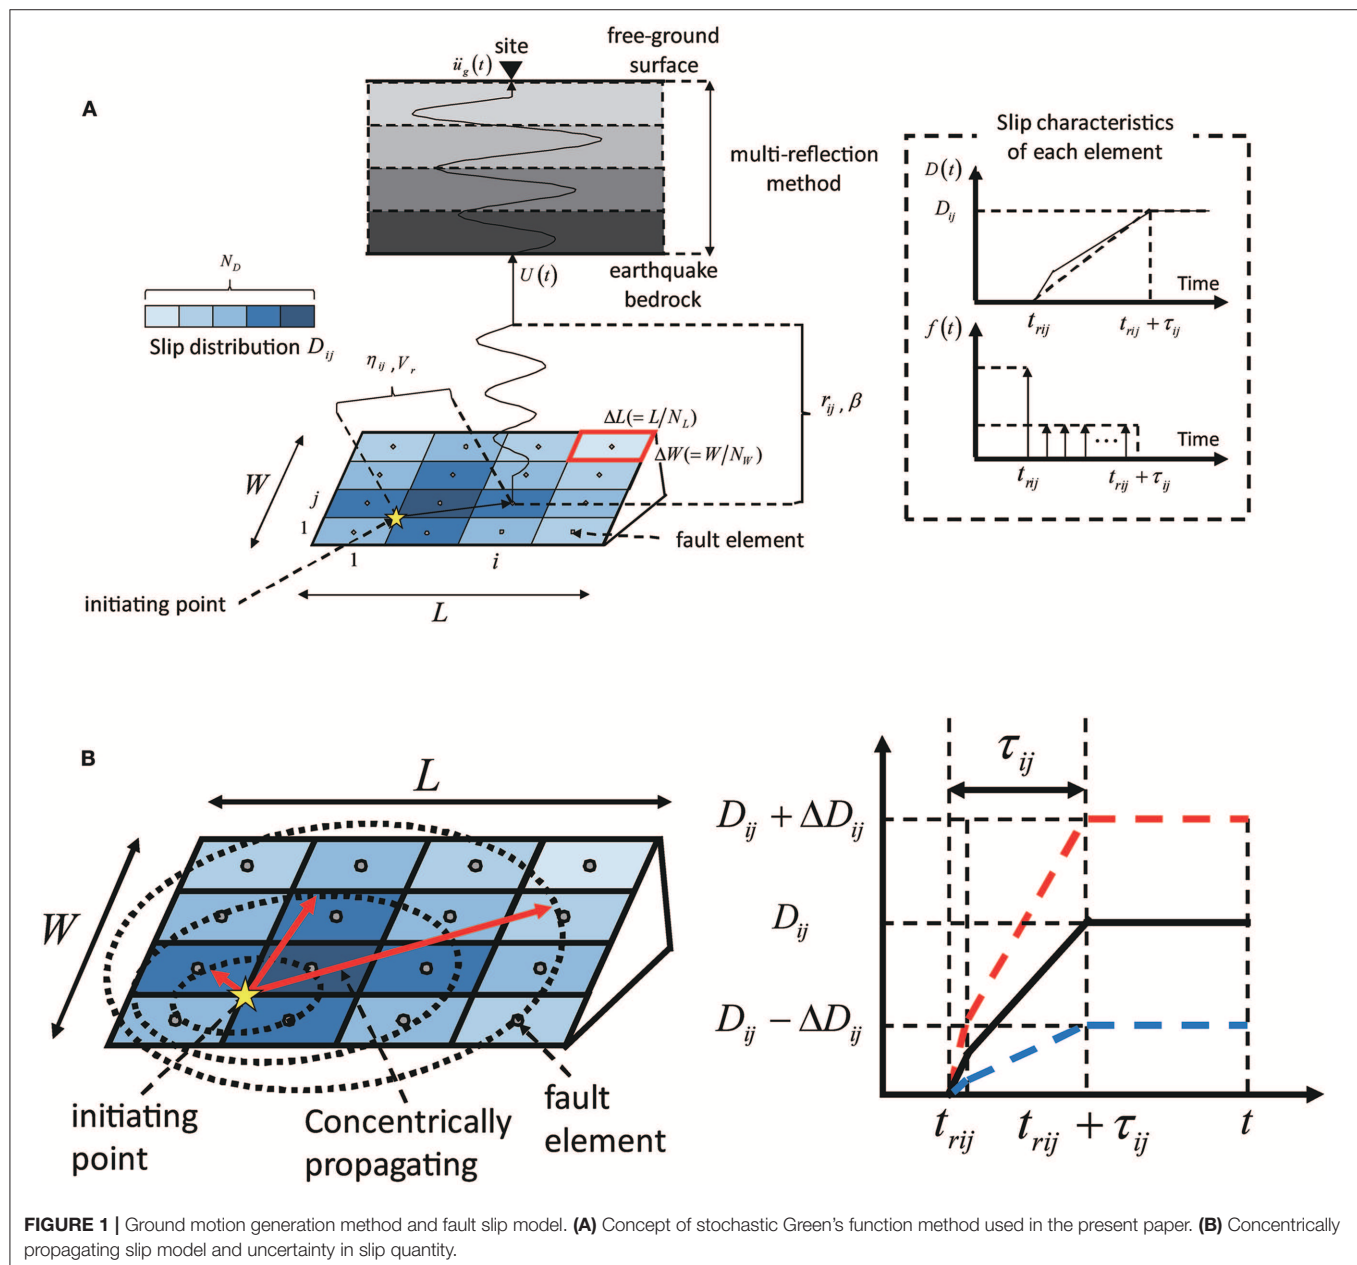 A
site
free-ground
surface
üg(t)
multi-reflection
method
U(t)
earthquake
bedrock
N_D
Slip distribution D_ij
η_ij, V_r
ΔL(= L/N_L)
ΔW(= W/N_W)
r_ij, β
W
j
1
1
i
fault element
initiating point
L
Slip characteristics
of each element
D(t)
D_ij
Time
t_rij
t_rij + τ_ij
f(t)
Time
t_rij
t_rij + τ_ij
B
L
W
initiating
point
Concentrically
propagating
fault
element
τ_ij
D_ij + ΔD_ij
D_ij
D_ij − ΔD_ij
t_rij
t_rij + τ_ij
t
FIGURE 1 | Ground motion generation method and fault slip model. (A) Concept of stochastic Green's function method used in the present paper. (B) Concentrically
propagating slip model and uncertainty in slip quantity.